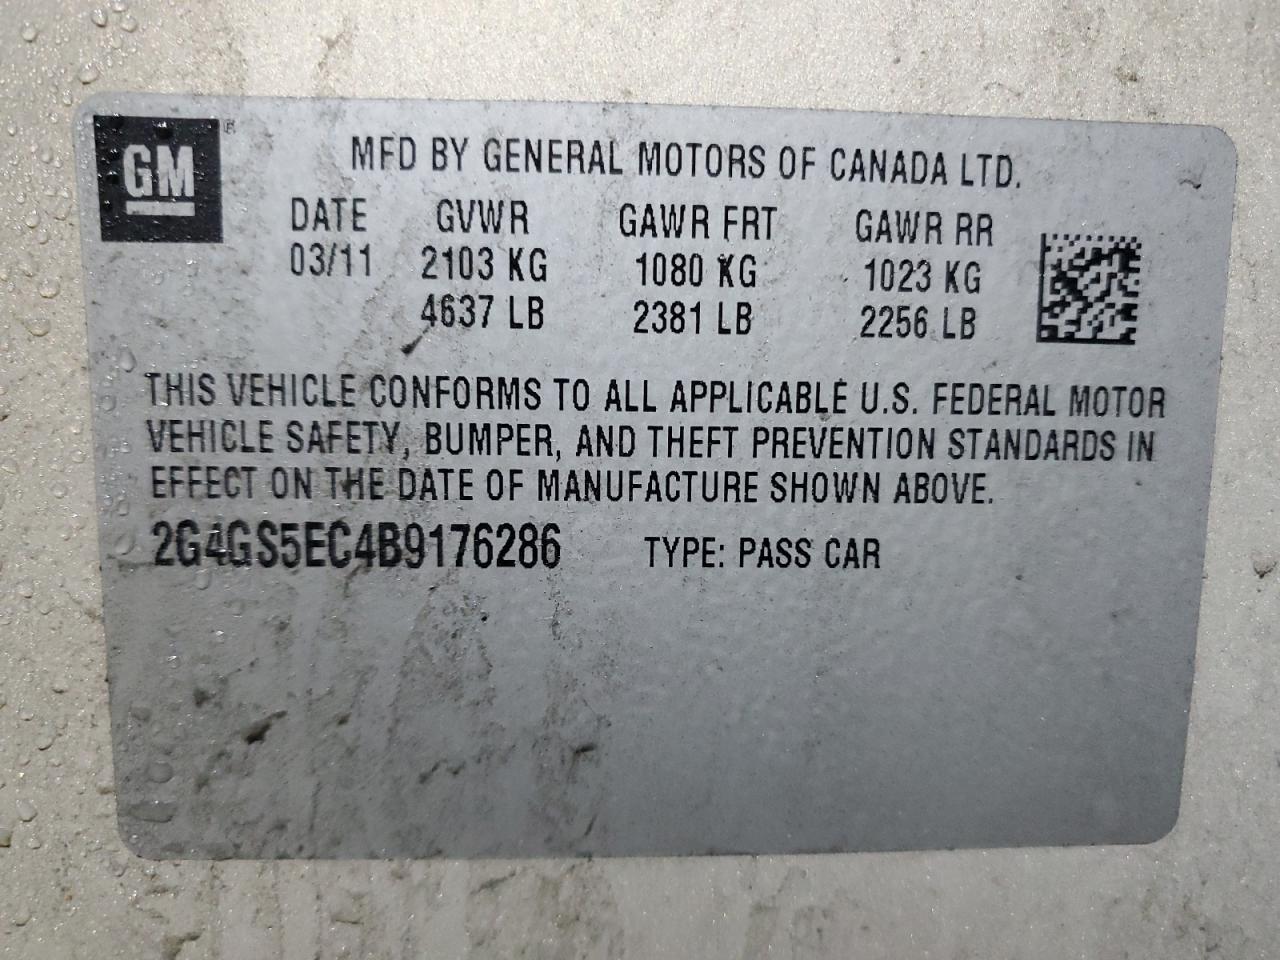 GM
MFD BY GENERAL MOTORS OF CANADA LTD.
DATE GVWR GAWR FRT GAWR RR
03/11 2103 KG 1080 KG 1023 KG
4637 LB 2381 LB 2256 LB
THIS VEHICLE CONFORMS TO ALL APPLICABLE U.S. FEDERAL MOTOR
VEHICLE SAFETY, BUMPER, AND THEFT PREVENTION STANDARDS IN
EFFECT ON THE DATE OF MANUFACTURE SHOWN ABOVE.
2G4GS5EC4B9176286 TYPE: PASS CAR